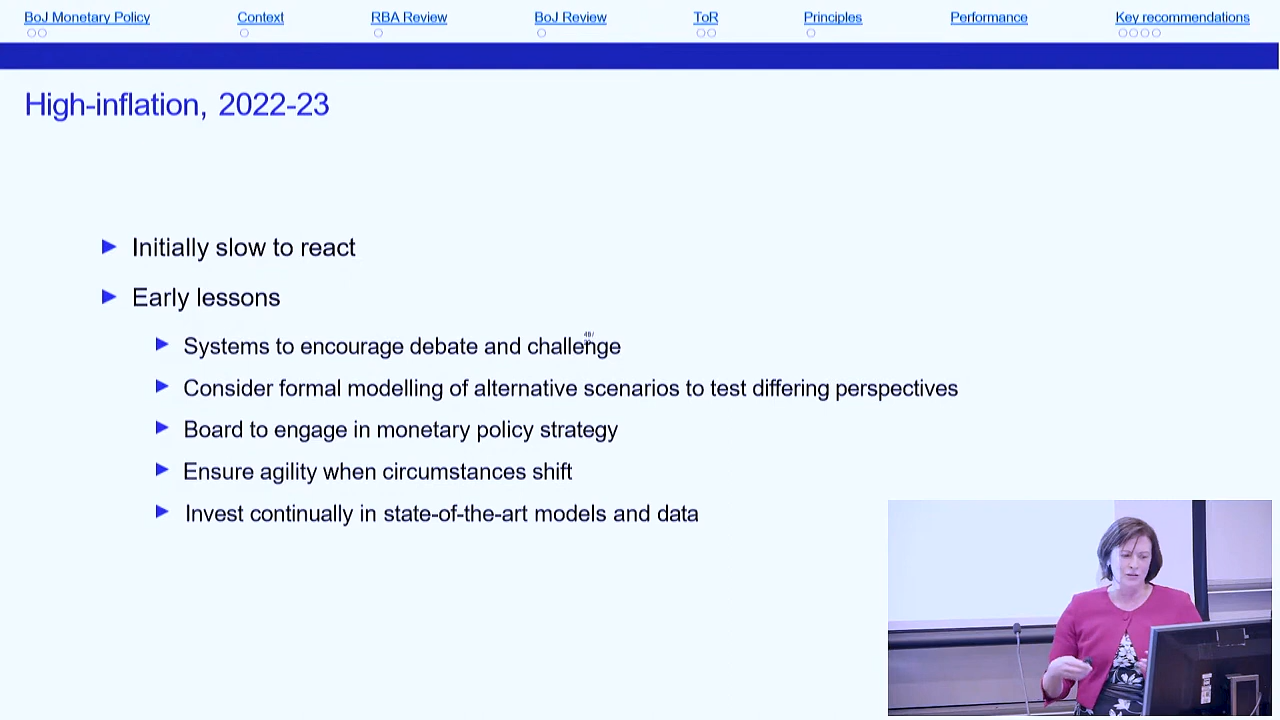 BoJ Monetary Policy Context RBA Review BoJ Review ToR Principles Performance Key recommendations
High-inflation, 2022-23
Initially slow to react
Early lessons
Systems to encourage debate and challenge
Consider formal modelling of alternative scenarios to test differing perspectives
Board to engage in monetary policy strategy
Ensure agility when circumstances shift
Invest continually in state-of-the-art models and data